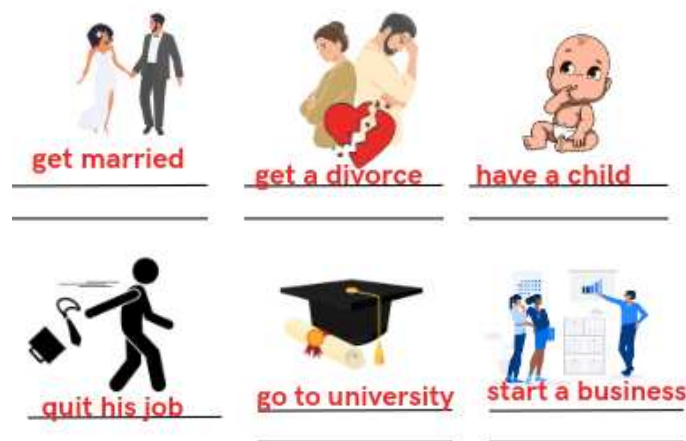 get married
get a divorce
have a child
quit his job
go to university
start a business